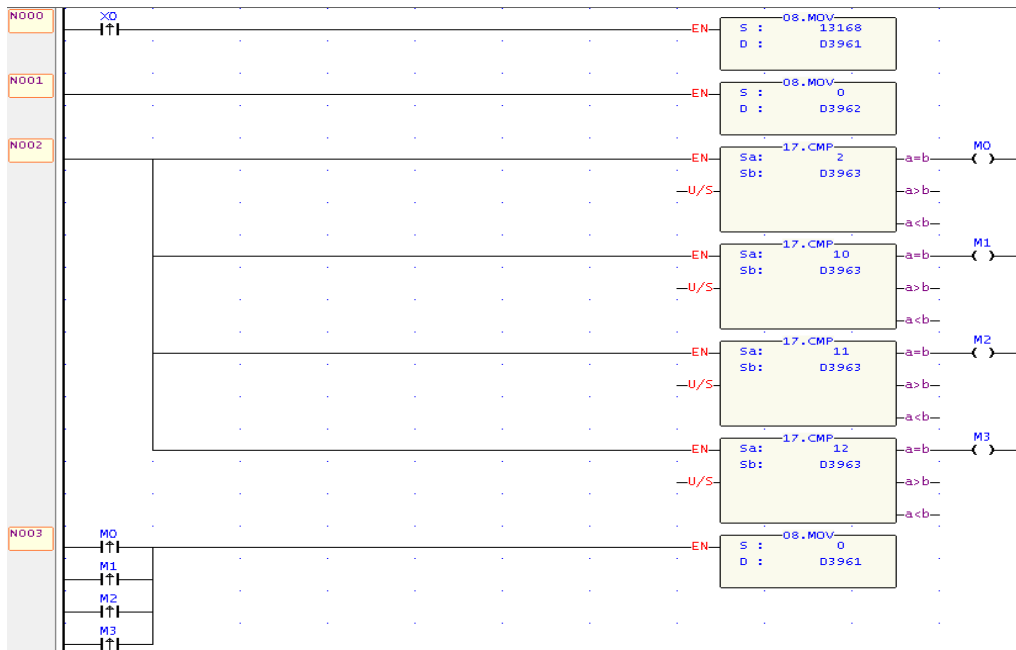 N000 X0 08.MOV
EN S : 13168
D : D3961
N001 08.MOV
EN S : 0
D : D3962
N002 17.CMP M0
EN Sa: 2 a=b
Sb: D3963
U/S a>b
a<b
17.CMP M1
EN Sa: 10 a=b
Sb: D3963
U/S a>b
a<b
17.CMP M2
EN Sa: 11 a=b
Sb: D3963
U/S a>b
a<b
17.CMP M3
EN Sa: 12 a=b
Sb: D3963
U/S a>b
a<b
N003 M0 08.MOV
EN S : 0
M1 D : D3961
M2
M3